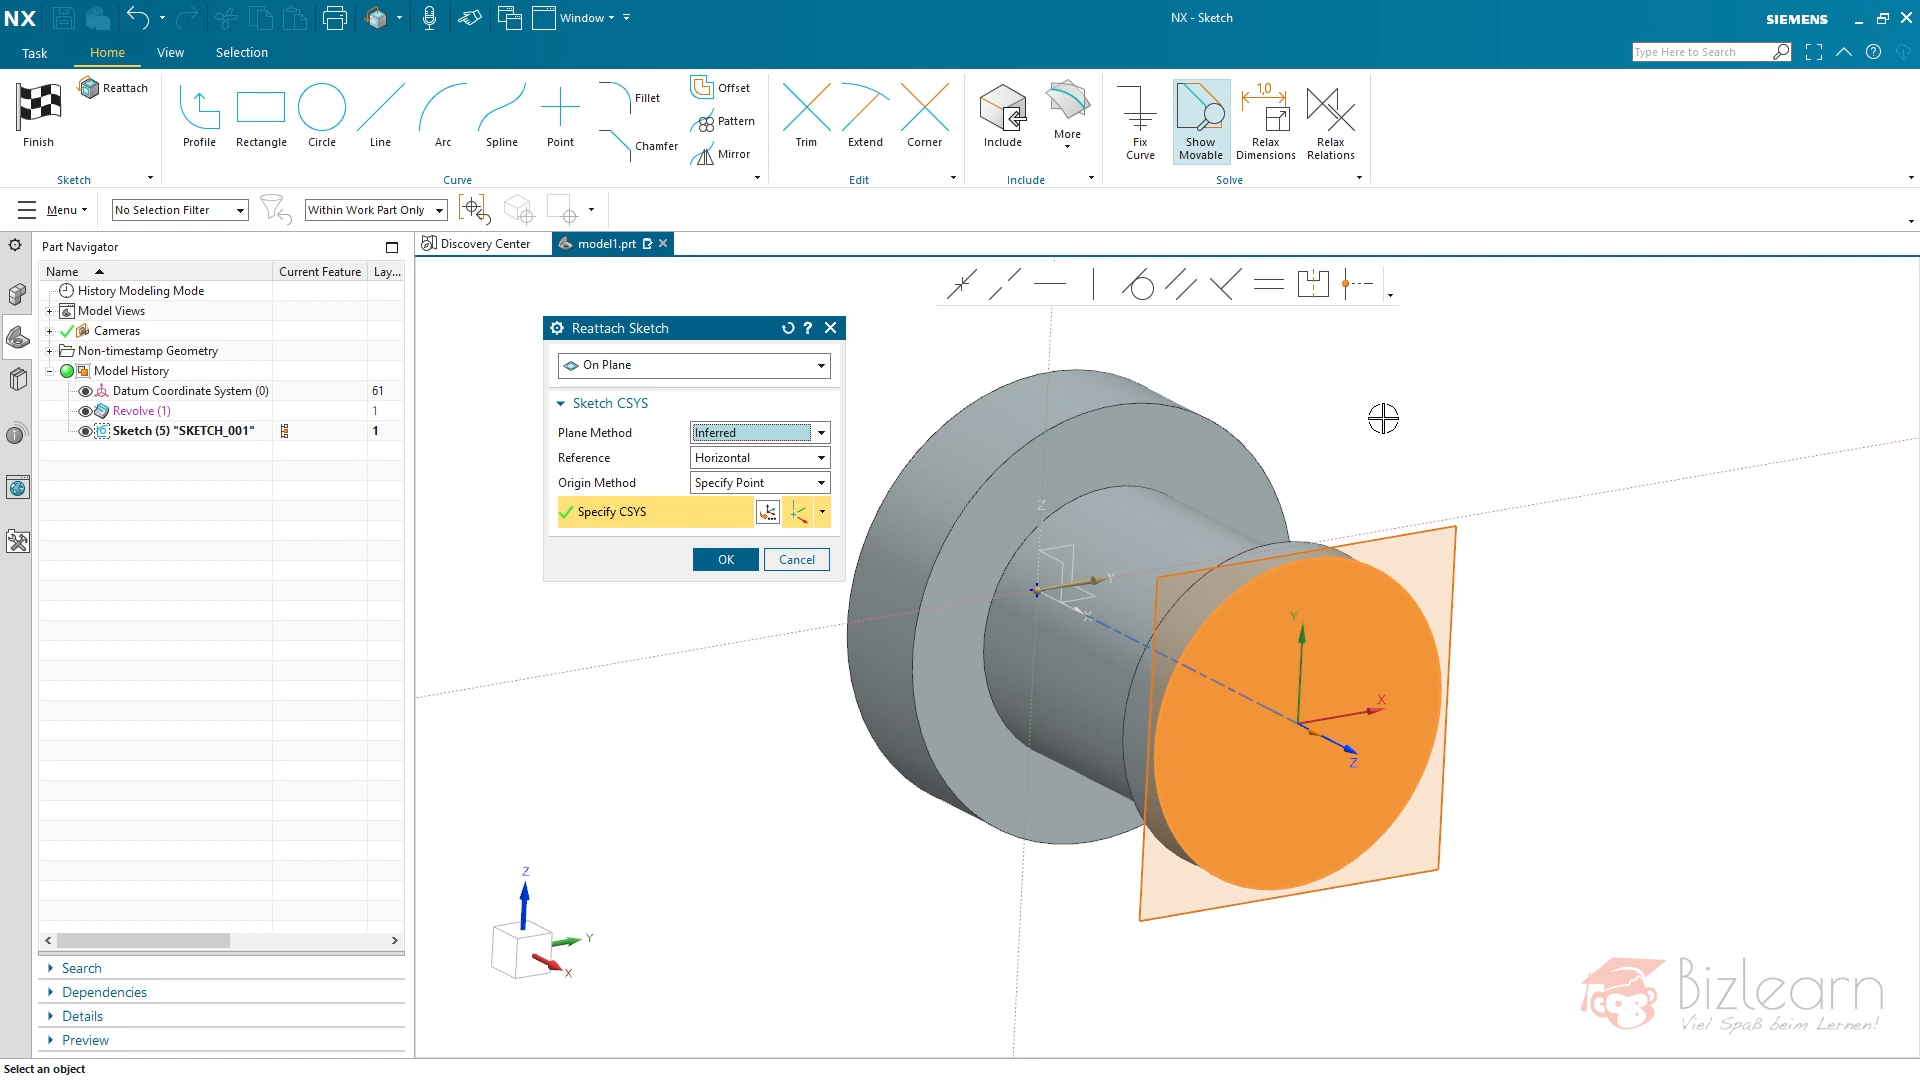 NX
Window
NX - Sketch
SIEMENS
Task
Home
View
Selection
Type Here to Search
Finish
Reattach
Profile
Rectangle
Circle
Line
Arc
Spline
Point
Fillet
Chamfer
Offset
Pattern
Mirror
Trim
Extend
Corner
Include
More
Fix
Curve
Show
Movable
1,0
Relax
Dimensions
Relax
Relations
Sketch
Curve
Edit
Include
Solve
Menu
No Selection Filter
Within Work Part Only
Part Navigator
Discovery Center
model1.prt
Name
Current Feature
Lay...
History Modeling Mode
Model Views
Cameras
Non-timestamp Geometry
Model History
Datum Coordinate System (0)
61
Revolve (1)
1
Sketch (5) "SKETCH_001"
1
Reattach Sketch
On Plane
Sketch CSYS
Plane Method
Inferred
Reference
Horizontal
Origin Method
Specify Point
Specify CSYS
OK
Cancel
Z
Y
X
Y
X
Z
Z
Y
X
Search
Dependencies
Details
Preview
Bizlearn
Viel Spaß beim Lernen!
Select an object